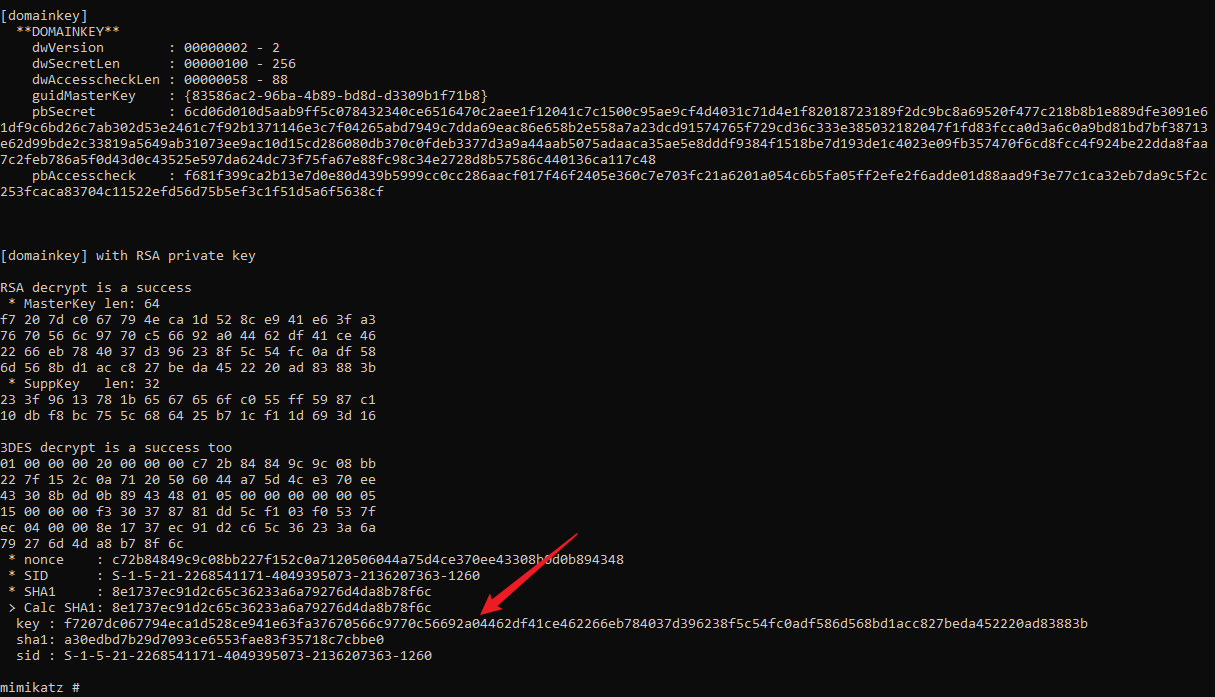 [domainkey]
  **DOMAINKEY**
    dwVersion        : 00000002 - 2
    dwSecretLen      : 00000100 - 256
    dwAccesscheckLen : 00000058 - 88
    guidMasterKey    : {83586ac2-96ba-4b89-bd8d-d3309b1f71b8}
    pbSecret         : 6cd06d010d5aab9ff5c078432340ce6516470c2aee1f12041c7c1500c95ae9cf4d4031c71d4e1f82018723189f2dc9bc8a69520f477c218b8b1e889dfe3091e6
1df9c6bd26c7ab302d53e2461c7f92b1371146e3c7f04265abd7949c7dda69eac86e658b2e558a7a23dcd91574765f729cd36c333e385032182047f1fd83fcca0d3a6c0a9bd81bd7bf38713
e62d99bde2c33819a5649ab31073ee9ac10d15cd286080db370c0fdeb3377d3a9a44aab5075adaaca35ae5e8dddf9384f1518be7d193de1c4023e09fb357470f6cd8fcc4f924be22dda8faa
7c2feb786a5f0d43d0c43525e597da624dc73f75fa67e88fc98c34e2728d8b57586c440136ca117c48
    pbAccesscheck    : f681f399ca2b13e7d0e80d439b5999cc0cc286aacf017f46f2405e360c7e703fc21a6201a054c6b5fa05ff2efe2f6adde01d88aad9f3e77c1ca32eb7da9c5f2c
253fcaca83704c11522efd56d75b5ef3c1f51d5a6f5638cf
[domainkey] with RSA private key
RSA decrypt is a success
 * MasterKey len: 64
f7 20 7d c0 67 79 4e ca 1d 52 8c e9 41 e6 3f a3
76 70 56 6c 97 70 c5 66 92 a0 44 62 df 41 ce 46
22 66 eb 78 40 37 d3 96 23 8f 5c 54 fc 0a df 58
6d 56 8b d1 ac c8 27 be da 45 22 20 ad 83 88 3b
 * SuppKey   len: 32
23 3f 96 13 78 1b 65 67 65 6f c0 55 ff 59 87 c1
10 db f8 bc 75 5c 68 64 25 b7 1c f1 1d 69 3d 16
3DES decrypt is a success too
01 00 00 00 20 00 00 00 c7 2b 84 84 9c 9c 08 bb
22 7f 15 2c 0a 71 20 50 60 44 a7 5d 4c e3 70 ee
43 30 8b 0d 0b 89 43 48 01 05 00 00 00 00 00 05
15 00 00 00 f3 30 37 87 81 dd 5c f1 03 f0 53 7f
ec 04 00 00 8e 17 37 ec 91 d2 c6 5c 36 23 3a 6a
79 27 6d 4d a8 b7 8f 6c
 * nonce   : c72b84849c9c08bb227f152c0a7120506044a75d4ce370ee43308b0d0b894348
 * SID     : S-1-5-21-2268541171-4049395073-2136207363-1260
 * SHA1    : 8e1737ec91d2c65c36233a6a79276d4da8b78f6c
 > Calc SHA1: 8e1737ec91d2c65c36233a6a79276d4da8b78f6c
  key : f7207dc067794eca1d528ce941e63fa37670566c9770c56692a04462df41ce462266eb784037d396238f5c54fc0adf586d568bd1acc827beda452220ad83883b
  sha1: a30edbd7b29d7093ce6553fae83f35718c7cbbe0
  sid : S-1-5-21-2268541171-4049395073-2136207363-1260
mimikatz #